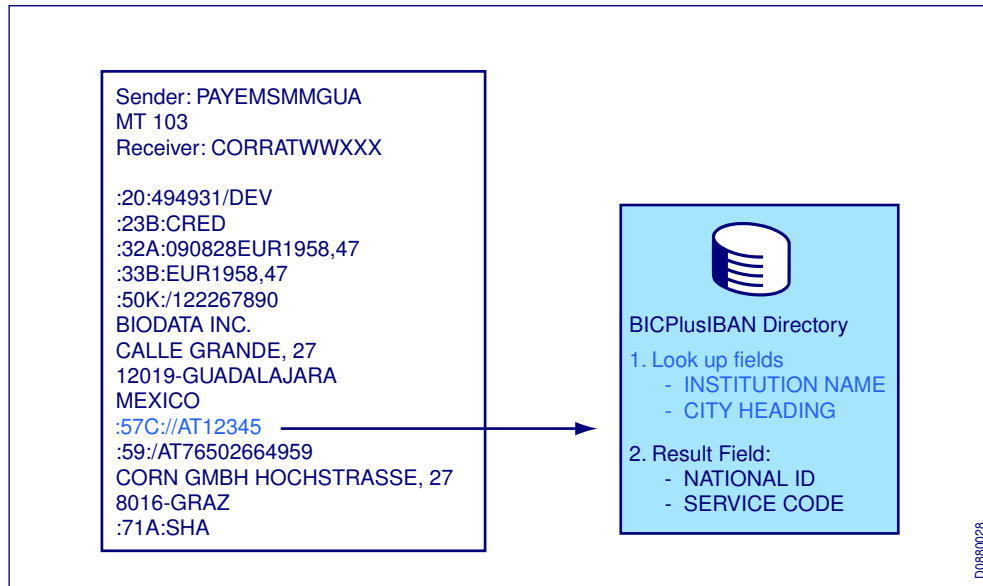 Sender: PAYEMSMMGUA
MT 103
Receiver: CORRATWWXXX
:20:494931/DEV
:23B:CRED
:32A:090828EUR1958,47
:33B:EUR1958,47
:50K:/122267890
BIODATA INC.
CALLE GRANDE, 27
12019-GUADALAJARA
MEXICO
:57C://AT12345
:59:/AT76502664959
CORN GMBH HOCHSTRASSE, 27
8016-GRAZ
:71A:SHA
BICPlusIBAN Directory
1. Look up fields
- INSTITUTION NAME
- CITY HEADING
2. Result Field:
- NATIONAL ID
- SERVICE CODE
D0880028